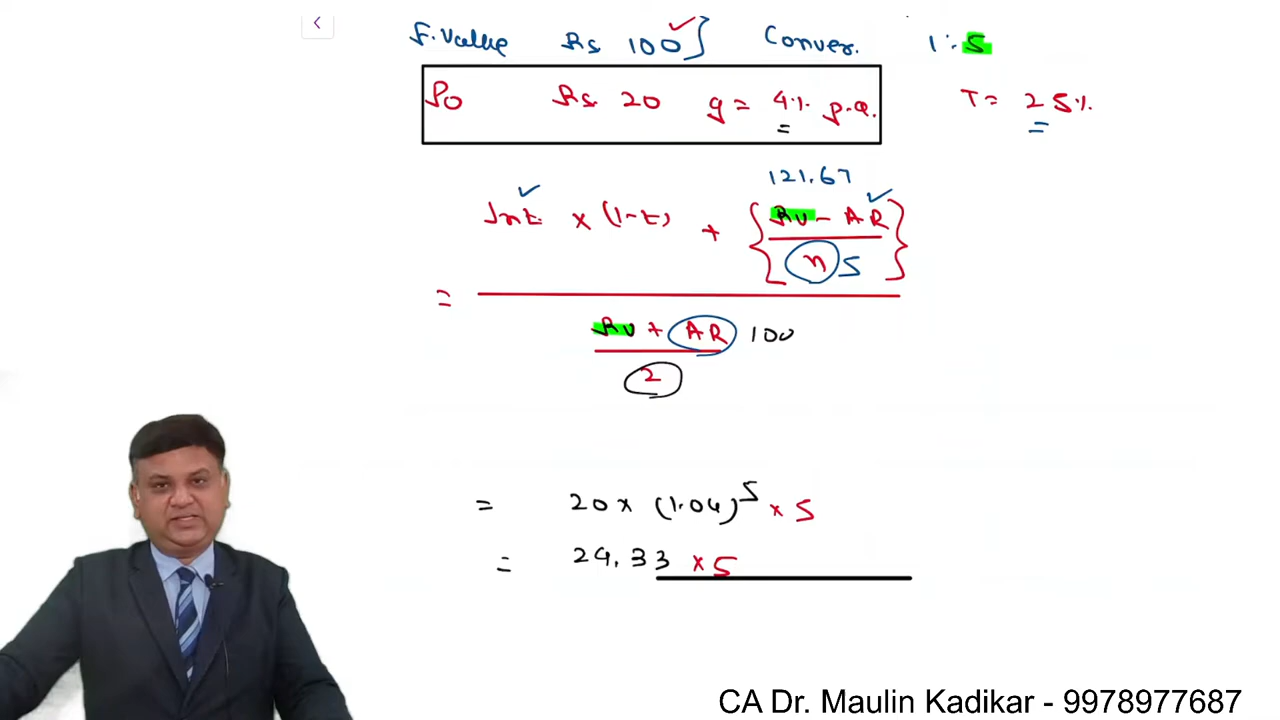 F. Value Rs 100] Conver. 1:5
P0 Rs. 20 g = 4% p.a. T = 25%
121.67
Int. x (1-t) + { RV - AR / n 5 }
=
RV + AR 100
2
= 20 x (1.04)^5 x 5
= 24.33 x 5
CA Dr. Maulin Kadikar - 9978977687